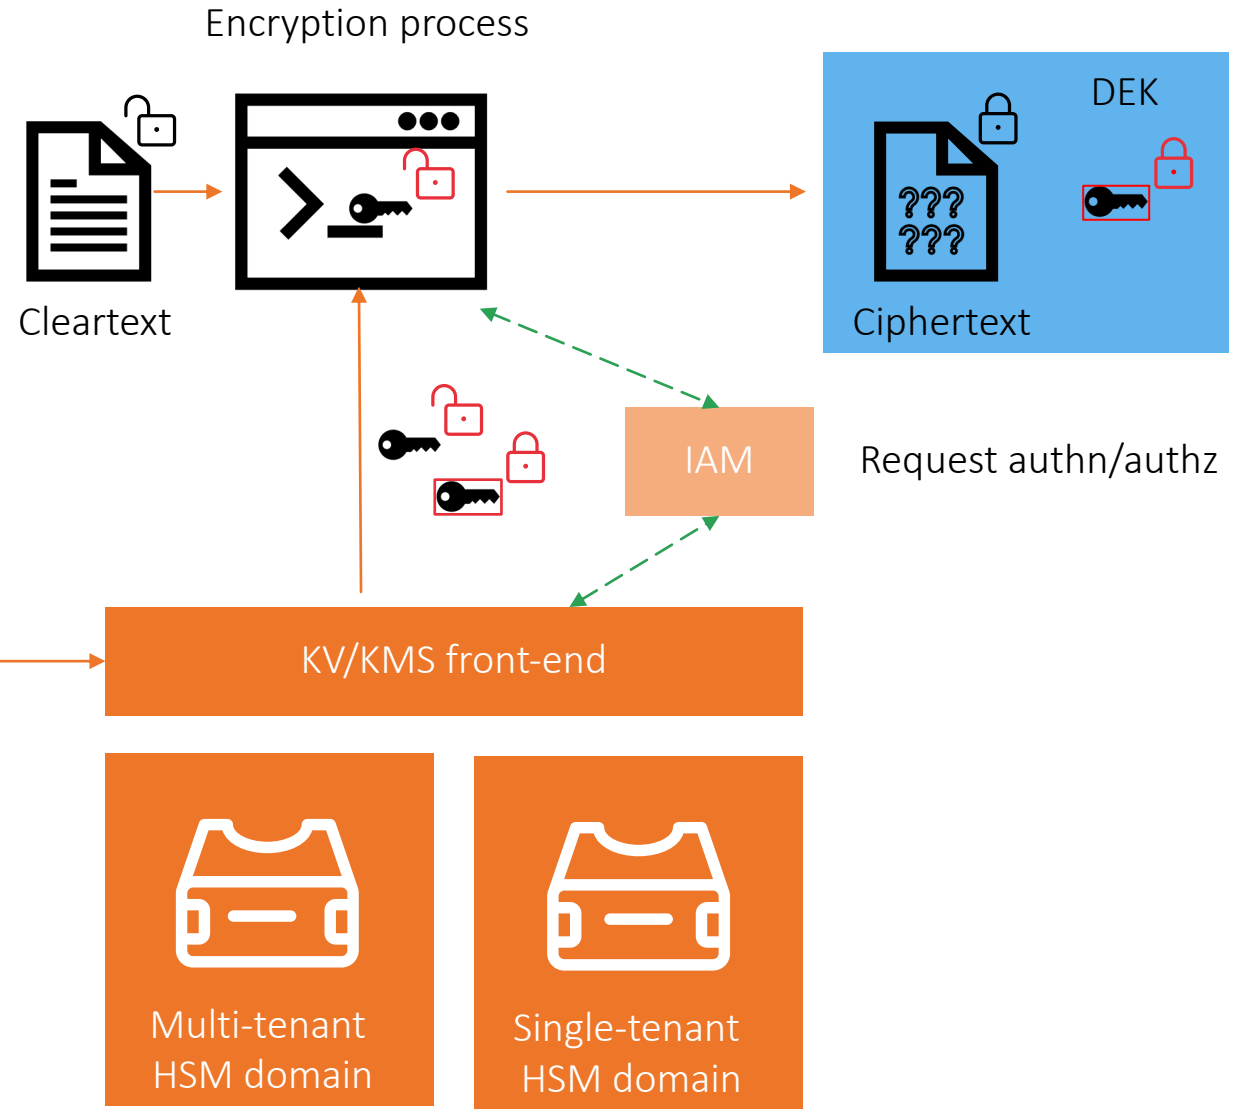 Encryption process
DEK
???
???
Cleartext
Ciphertext
IAM
Request authn/authz
KV/KMS front-end
Multi-tenant
HSM domain
Single-tenant
HSM domain